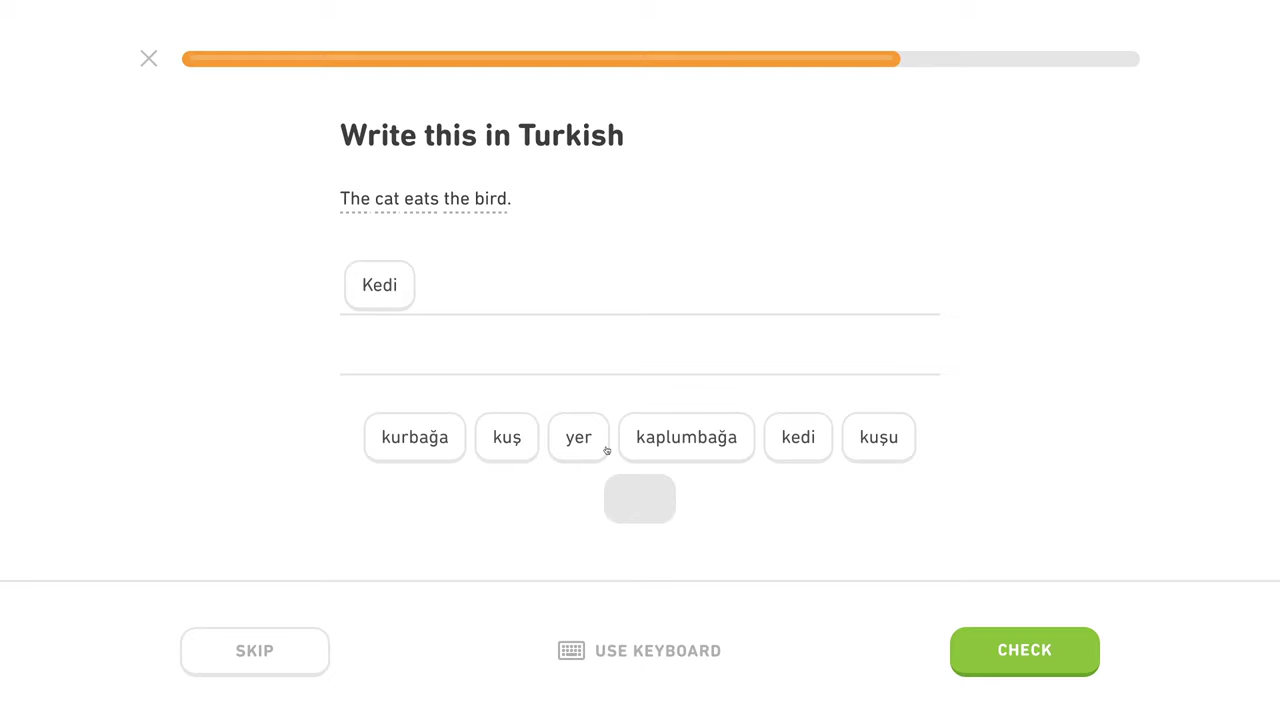 Write this in Turkish
The cat eats the bird.
Kedi
kurbağa kuş yer kaplumbağa kedi kuşu
SKIP USE KEYBOARD CHECK